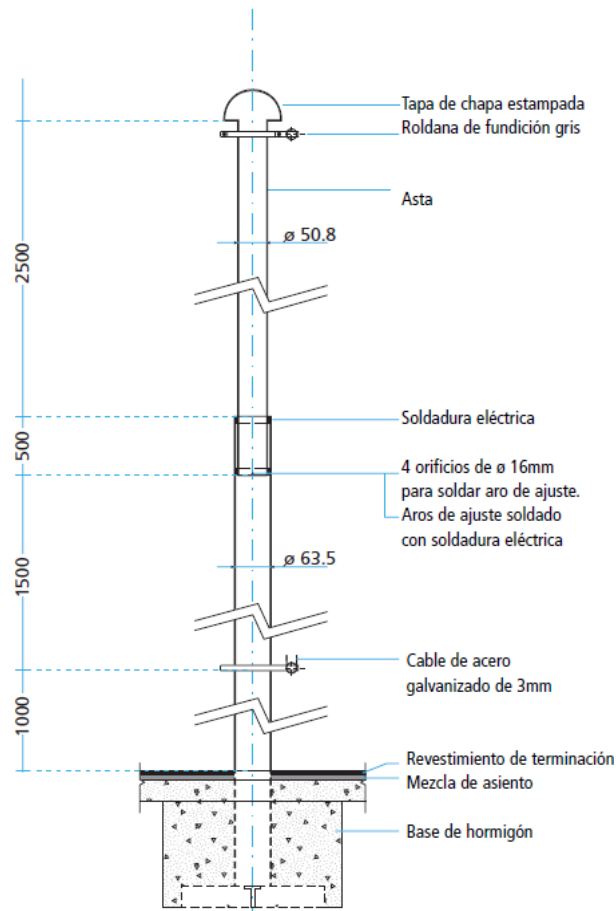 Tapa de chapa estampada
Roldana de fundición gris
Asta
ø 50.8
2500
Soldadura eléctrica
500
4 orificios de ø 16mm
para soldar aro de ajuste.
Aros de ajuste soldado
con soldadura eléctrica
ø 63.5
1500
Cable de acero
galvanizado de 3mm
1000
Revestimiento de terminación
Mezcla de asiento
Base de hormigón